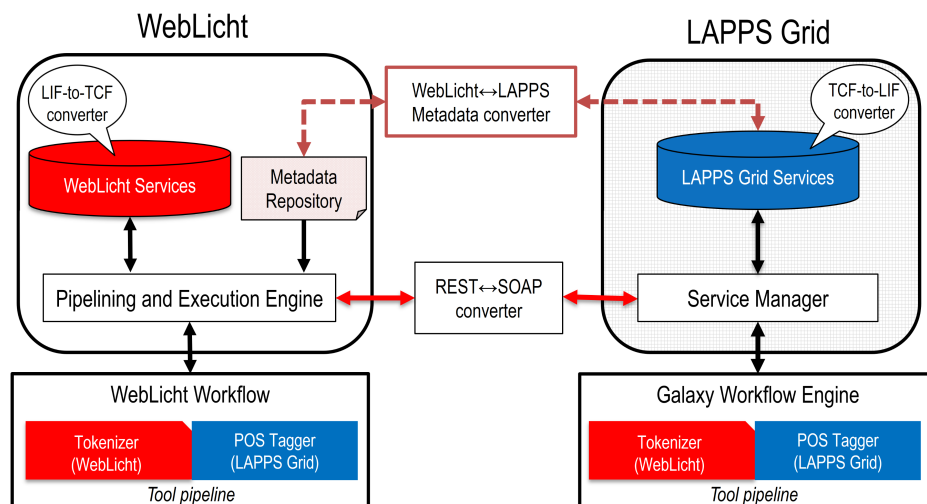 WebLicht
LAPPS Grid
LIF-to-TCF
converter
WebLicht Services
Metadata
Repository
WebLicht↔LAPPS
Metadata converter
TCF-to-LIF
converter
LAPPS Grid Services
Pipelining and Execution Engine
REST↔SOAP
converter
Service Manager
WebLicht Workflow
Tokenizer
(WebLicht)
POS Tagger
(LAPPS Grid)
Tool pipeline
Galaxy Workflow Engine
Tokenizer
(WebLicht)
POS Tagger
(LAPPS Grid)
Tool pipeline